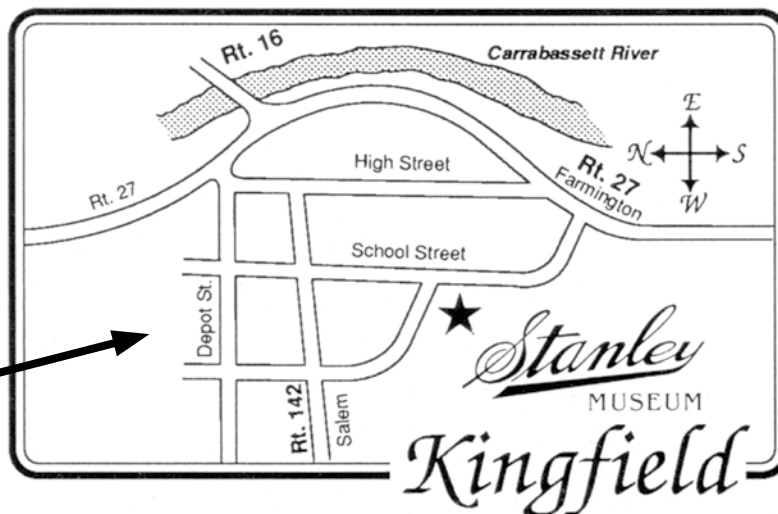 Rt. 16
Carrabassett River
E
N
S
W
High Street
Rt. 27
Farmington
Rt. 27
School Street
Depot St.
Stanley
MUSEUM
Rt. 142
Salem
Kingfield